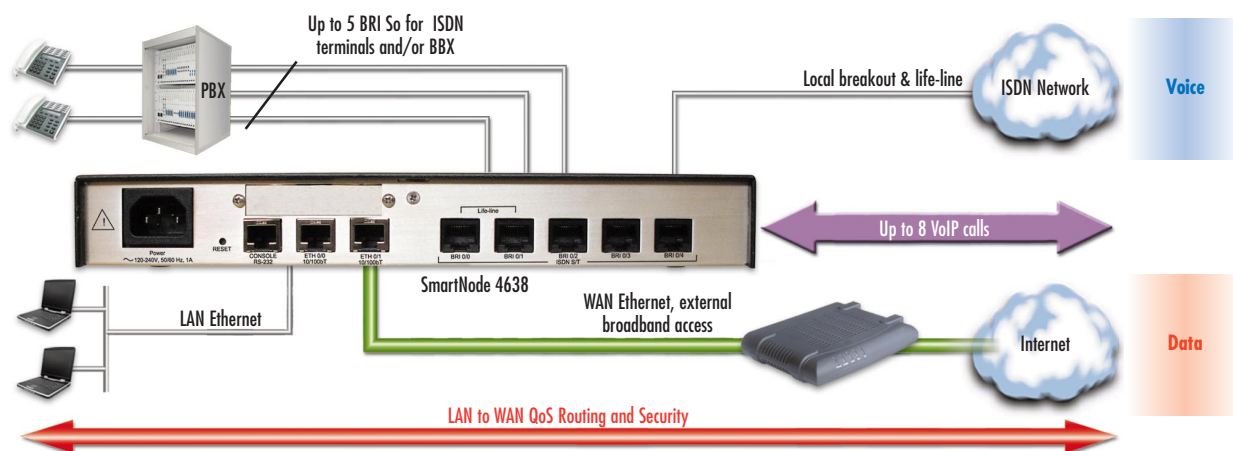 Up to 5 BRI So for ISDN
terminals and/or BBX
PBX
Local breakout & life-line
ISDN Network
Voice
Life-line
RESET
Power
120-240V, 50/60 Hz, 1A
CONSOLE
RS-232
ETH 0/0
10/100bT
ETH 0/1
10/100bT
BRI 0/0
BRI 0/1
BRI 0/2
ISDN S/T
BRI 0/3
BRI 0/4
Up to 8 VoIP calls
SmartNode 4638
LAN Ethernet
WAN Ethernet, external
broadband access
Internet
Data
LAN to WAN QoS Routing and Security